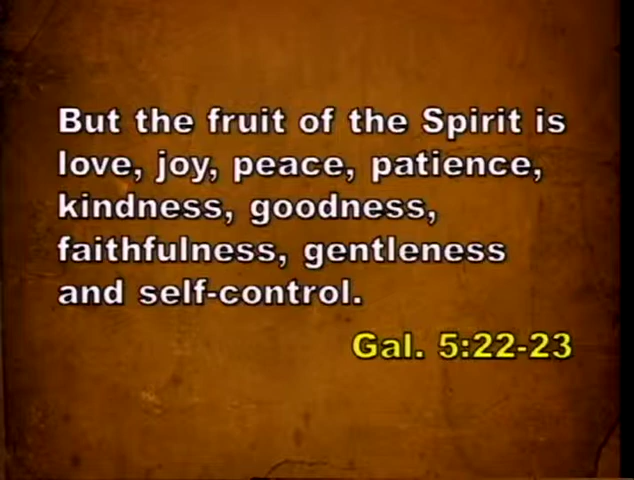 But the fruit of the Spirit is
love, joy, peace, patience,
kindness, goodness,
faithfulness, gentleness
and self-control.
Gal. 5:22-23